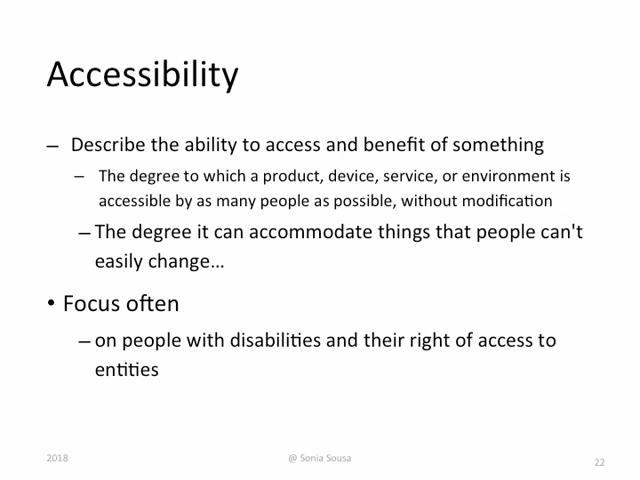 Accessibility
– Describe the ability to access and benefit of something
– The degree to which a product, device, service, or environment is
accessible by as many people as possible, without modification
– The degree it can accommodate things that people can't
easily change...
• Focus often
– on people with disabilities and their right of access to
entities
2018
@ Sonia Sousa
22